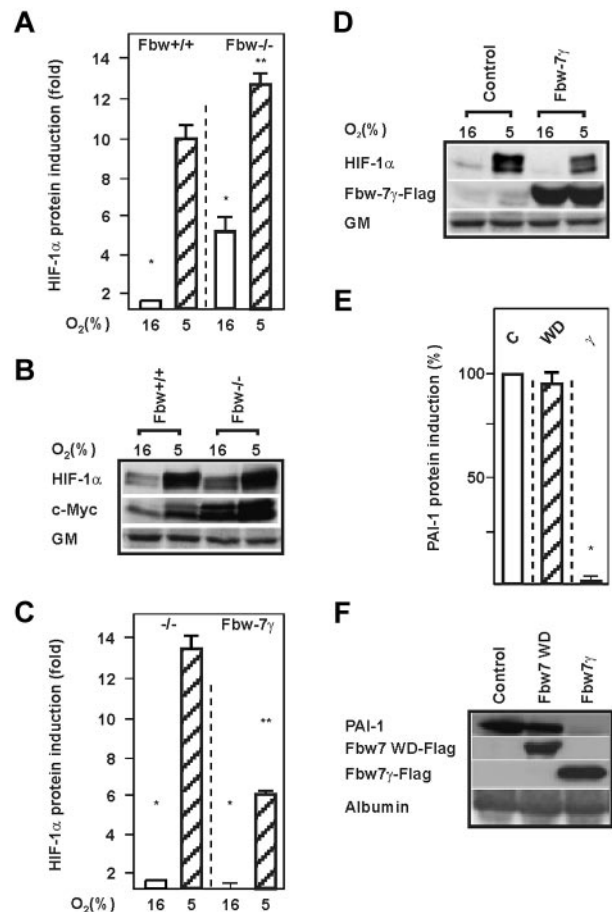 A
Fbw+/+ Fbw-/-
HIF-1α protein induction (fold)
14
12
10
8
6
4
2
*
*
**
O₂(%) 16 5 16 5
B
Fbw+/+ Fbw-/-
O₂(%) 16 5 16 5
HIF-1α
c-Myc
GM
C
-/- Fbw-7γ
HIF-1α protein induction (fold)
14
12
10
8
6
4
2
*
*
**
O₂(%) 16 5 16 5
D
Control Fbw-7γ
O₂(%) 16 5 16 5
HIF-1α
Fbw-7γ-Flag
GM
E
C WD γ
PAI-1 protein induction (%)
100
50
*
F
Control Fbw7 WD Fbw7γ
PAI-1
Fbw7 WD-Flag
Fbw7γ-Flag
Albumin